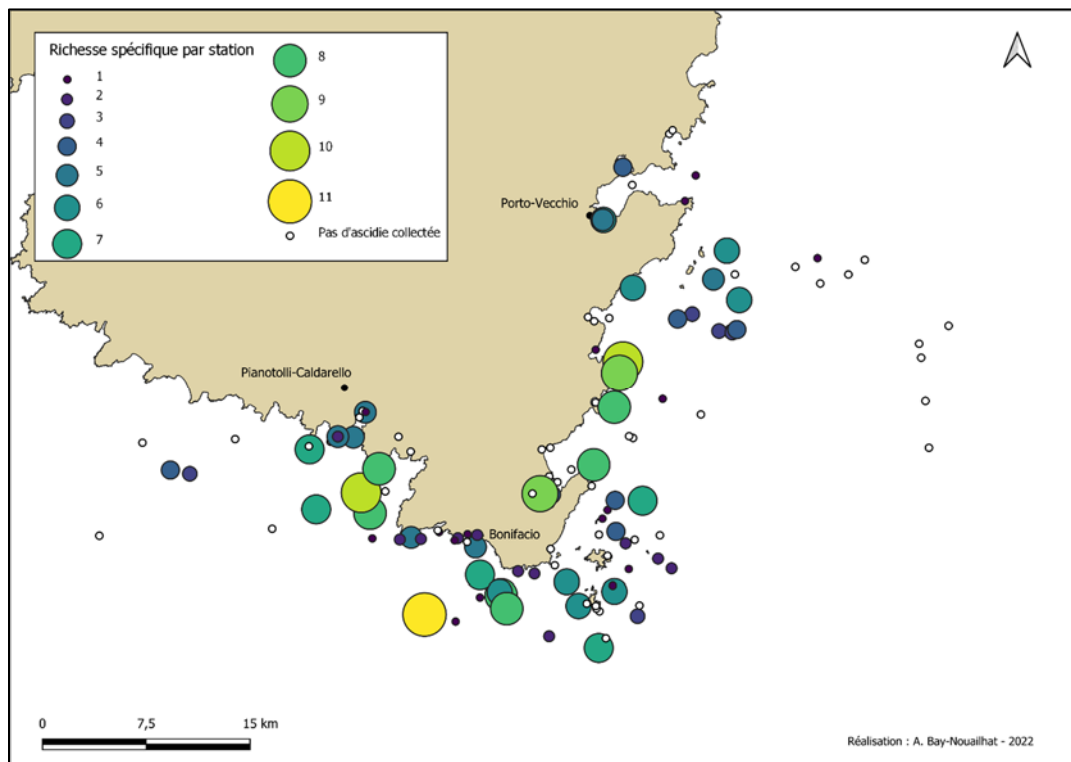 Richesse spécifique par station
1
2
3
4
5
6
7
8
9
10
11
Pas d'ascidie collectée
Porto-Vecchio
Pianotolli-Caldarello
Bonifacio
0 7,5 15 km
Réalisation : A. Bay-Nouailhat - 2022